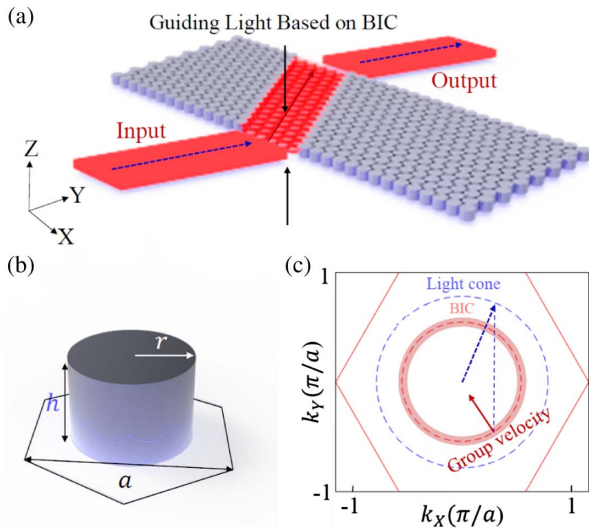 (a)
Guiding Light Based on BIC
Output
Input
Z
Y
X
(b)
r
h
a
(c)
1
Light cone
BIC
k_Y(π/a)
Group velocity
-1
-1
1
k_X(π/a)